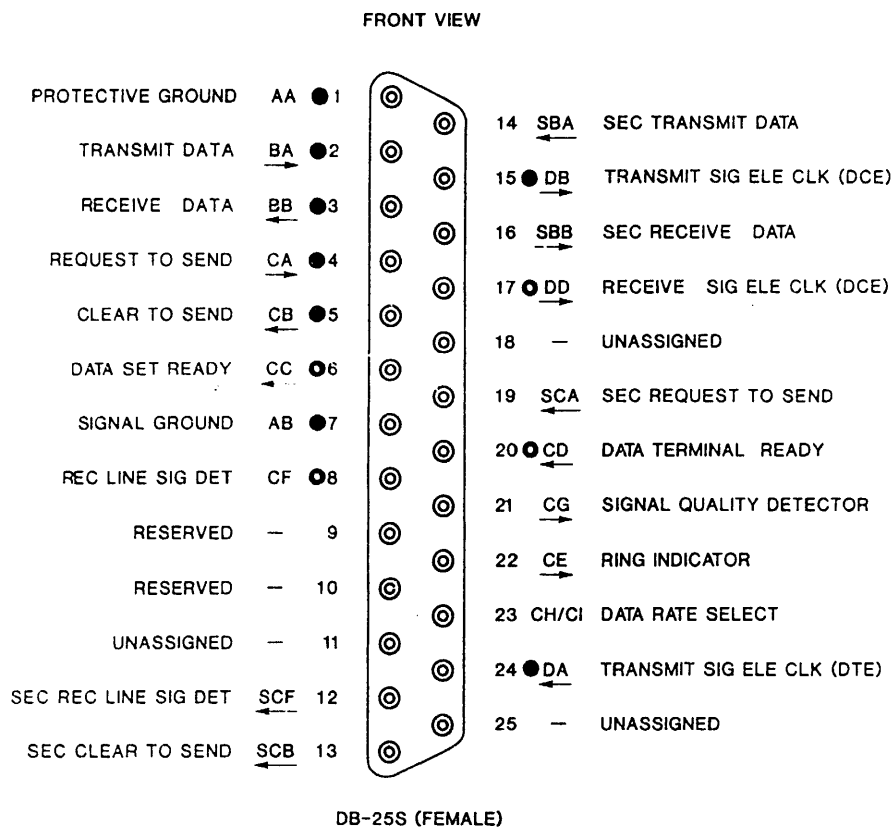 FRONT VIEW
PROTECTIVE GROUND AA 1
TRANSMIT DATA BA 2
RECEIVE DATA BB 3
REQUEST TO SEND CA 4
CLEAR TO SEND CB 5
DATA SET READY CC 6
SIGNAL GROUND AB 7
REC LINE SIG DET CF 8
RESERVED — 9
RESERVED — 10
UNASSIGNED — 11
SEC REC LINE SIG DET SCF 12
SEC CLEAR TO SEND SCB 13
14 SBA SEC TRANSMIT DATA
15 DB TRANSMIT SIG ELE CLK (DCE)
16 SBB SEC RECEIVE DATA
17 DD RECEIVE SIG ELE CLK (DCE)
18 — UNASSIGNED
19 SCA SEC REQUEST TO SEND
20 CD DATA TERMINAL READY
21 CG SIGNAL QUALITY DETECTOR
22 CE RING INDICATOR
23 CH/CI DATA RATE SELECT
24 DA TRANSMIT SIG ELE CLK (DTE)
25 — UNASSIGNED
DB-25S (FEMALE)